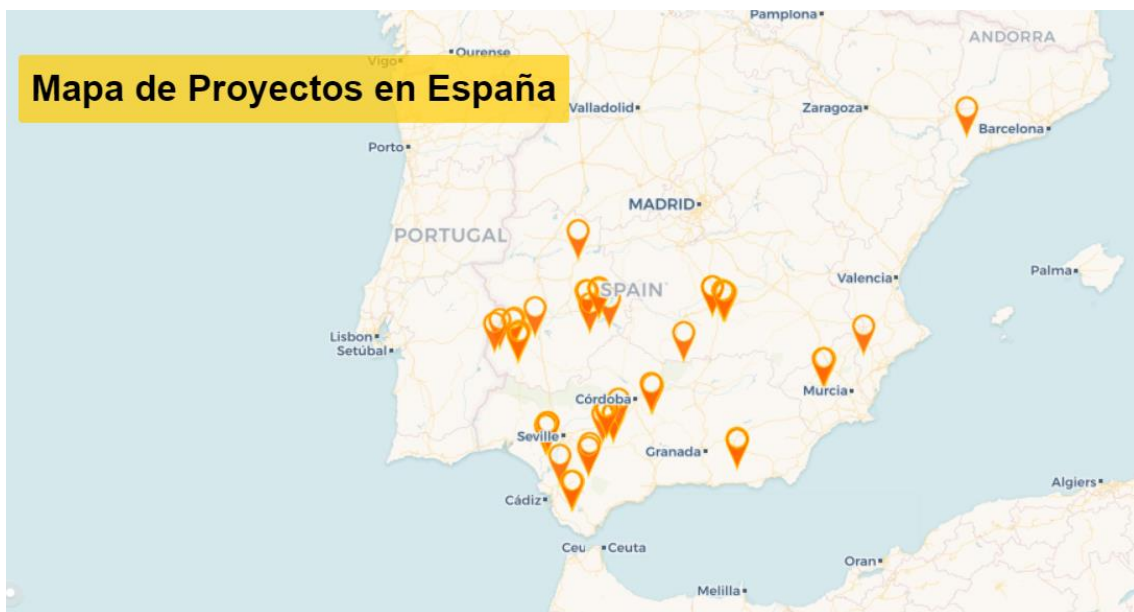 Pamplona
ANDORRA
Ourense
Vigo
Mapa de Proyectos en España
Valladolid
Zaragoza
Barcelona
Porto
MADRID
PORTUGAL
Valencia
Palma
SPAIN
Lisbon
Setúbal
Murcia
Córdoba
Seville
Granada
Cádiz
Algiers
Ceu
Ceuta
Oran
Melilla